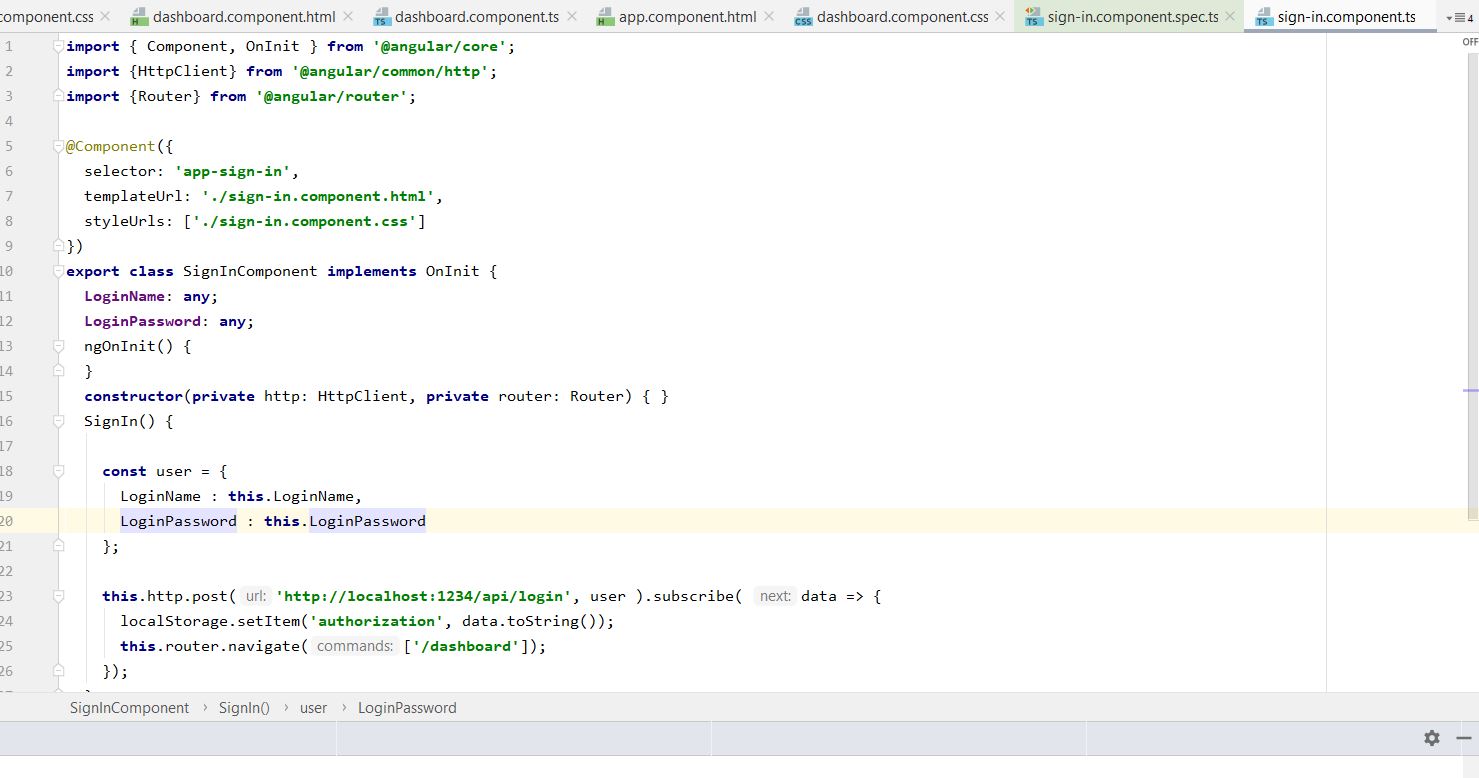 component.css dashboard.component.html dashboard.component.ts app.component.html dashboard.component.css sign-in.component.spec.ts sign-in.component.ts 4
OFF
1 import { Component, OnInit } from '@angular/core';
2 import {HttpClient} from '@angular/common/http';
3 import {Router} from '@angular/router';
4
5 @Component({
6 selector: 'app-sign-in',
7 templateUrl: './sign-in.component.html',
8 styleUrls: ['./sign-in.component.css']
9 })
10 export class SignInComponent implements OnInit {
11 LoginName: any;
12 LoginPassword: any;
13 ngOnInit() {
14 }
15 constructor(private http: HttpClient, private router: Router) { }
16 SignIn() {
17
18 const user = {
19 LoginName : this.LoginName,
20 LoginPassword : this.LoginPassword
21 };
22
23 this.http.post( url: 'http://localhost:1234/api/login', user ).subscribe( next: data => {
24 localStorage.setItem('authorization', data.toString());
25 this.router.navigate( commands: ['/dashboard']);
26 });
SignInComponent › SignIn() › user › LoginPassword